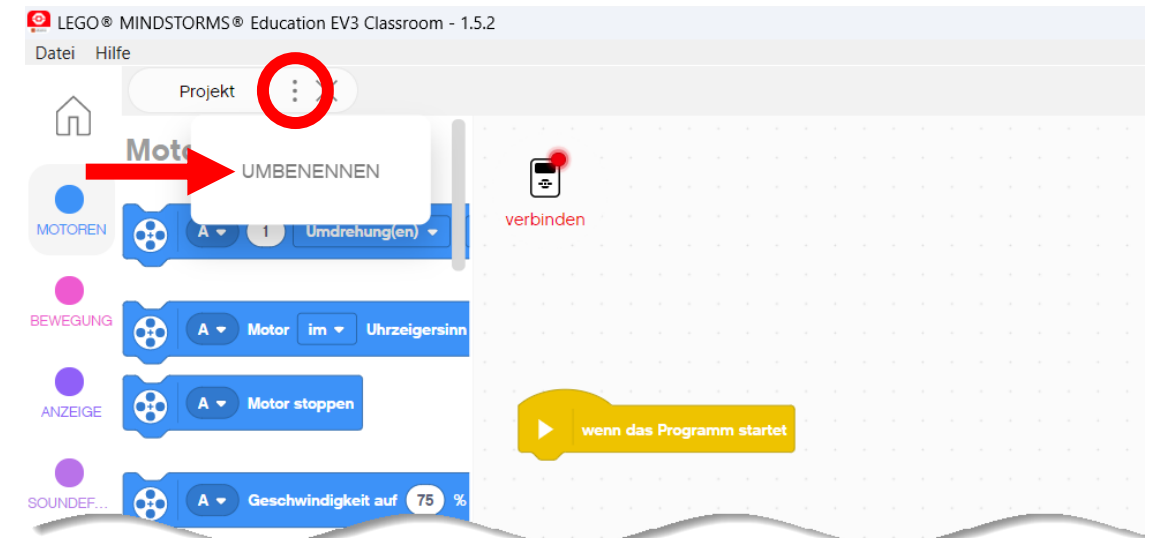 LEGO® MINDSTORMS® Education EV3 Classroom - 1.5.2
Datei Hilfe
Projekt
UMBENENNEN
verbinden
MOTOREN
A 1 Umdrehung(en)
BEWEGUNG
A Motor im Uhrzeigersinn
ANZEIGE
A Motor stoppen
wenn das Programm startet
SOUNDEF...
A Geschwindigkeit auf 75 %